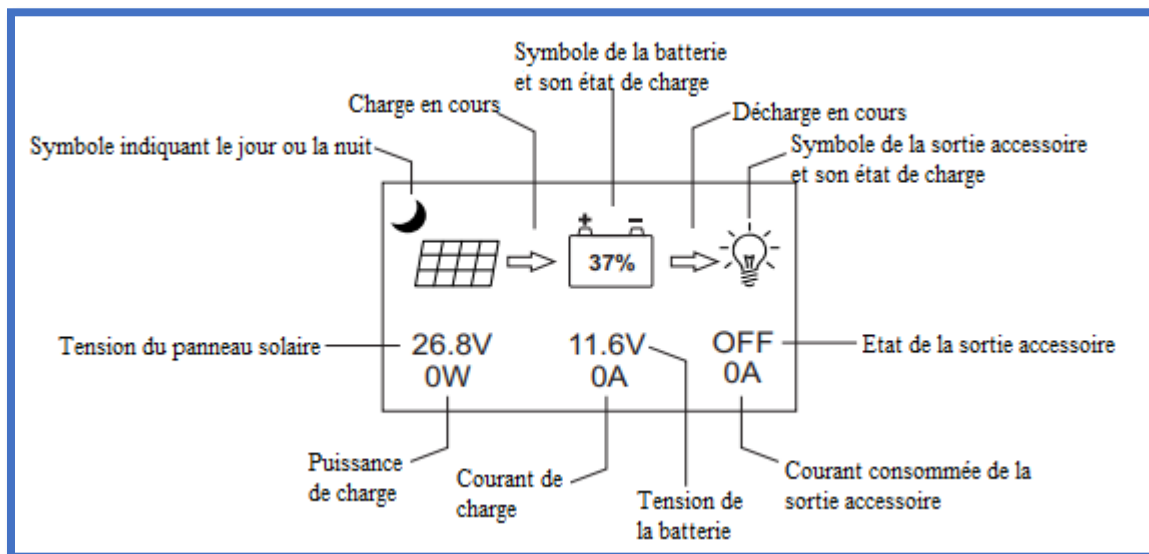 Symbole de la batterie
et son état de charge
Charge en cours
Décharge en cours
Symbole indiquant le jour ou la nuit
Symbole de la sortie accessoire
et son état de charge
+ −
37%
Tension du panneau solaire
26.8V
11.6V
OFF
Etat de la sortie accessoire
0W
0A
0A
Puissance
de charge
Courant de
charge
Tension de
la batterie
Courant consommée de la
sortie accessoire